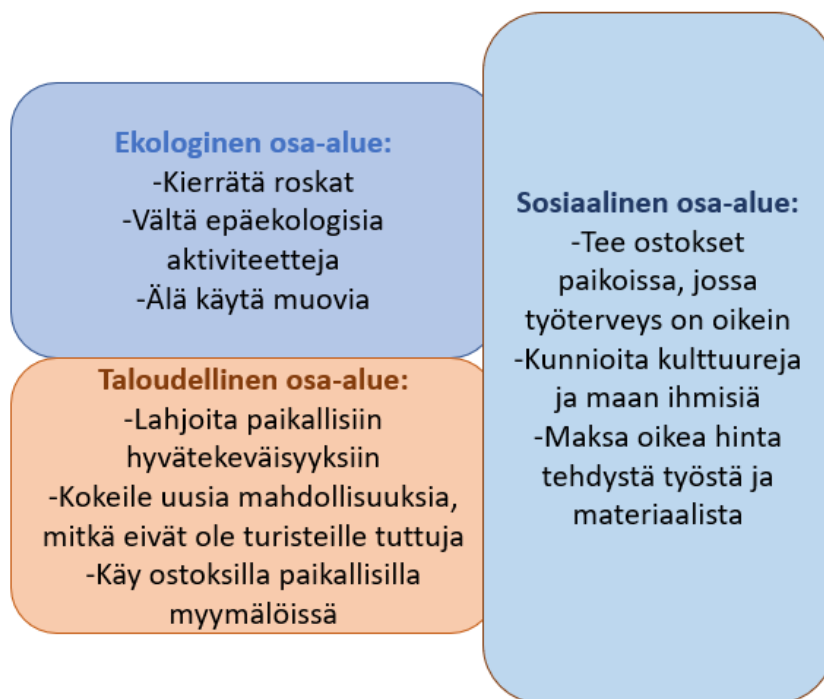 Ekologinen osa-alue:
-Kierrätä roskat
-Vältä epäekologisia
aktiviteetteja
-Älä käytä muovia
Taloudellinen osa-alue:
-Lahjoita paikallisiin
hyvätekeväisyyksiin
-Kokeile uusia mahdollisuuksia,
mitkä eivät ole turisteille tuttuja
-Käy ostoksilla paikallisilla
myymälöissä
Sosiaalinen osa-alue:
-Tee ostokset
paikoissa, jossa
työterveys on oikein
-Kunnioita kulttuureja
ja maan ihmisiä
-Maksa oikea hinta
tehdystä työstä ja
materiaalista